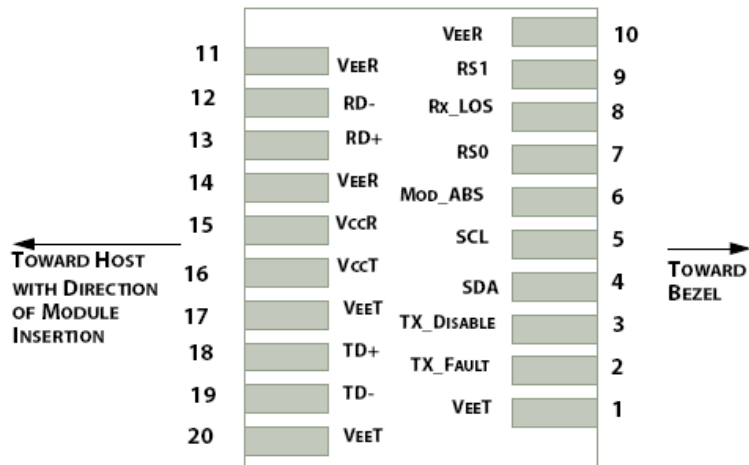 VEER
10
RS1
9
RX_LOS
8
RS0
7
MOD_ABS
6
SCL
5
SDA
4
TX_DISABLE
3
TX_FAULT
2
VEET
1
11
VEER
12
RD-
13
RD+
14
VEER
15
VCCR
16
VCCT
17
VEET
18
TD+
19
TD-
20
VEET
TOWARD HOST
WITH DIRECTION
OF MODULE
INSERTION
TOWARD
BEZEL